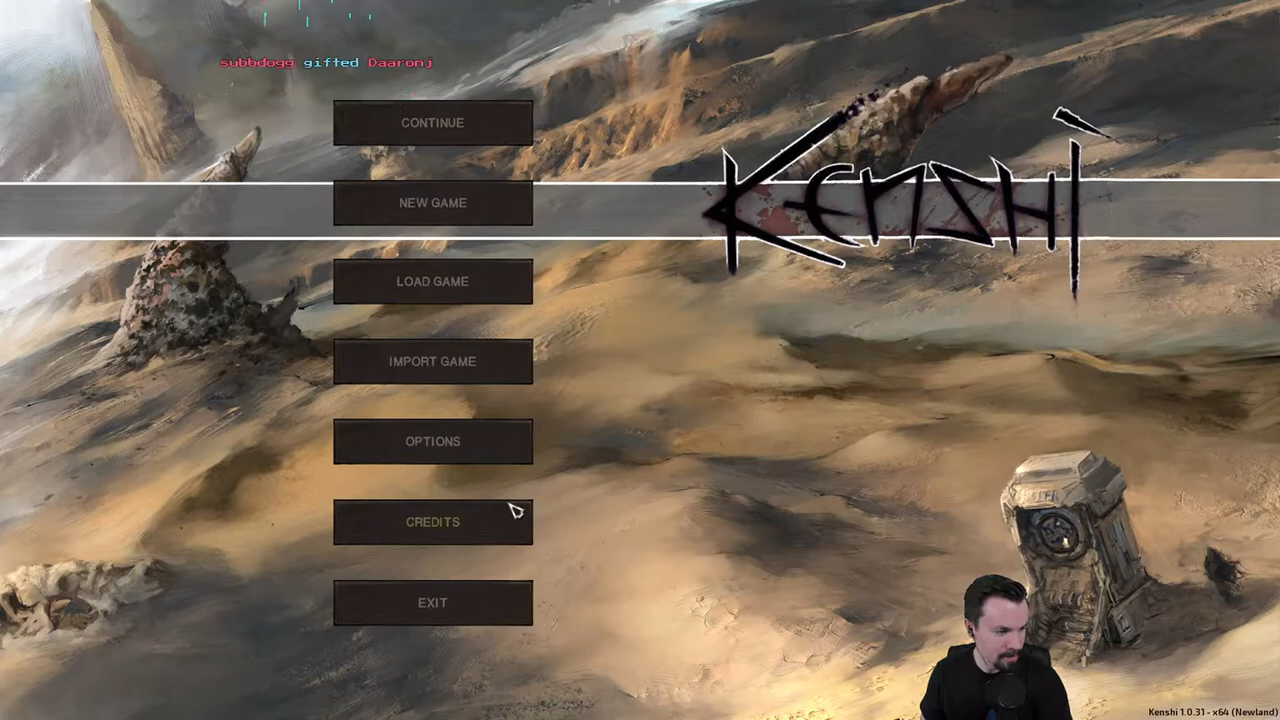 subbdogg gifted Daaronj
CONTINUE
NEW GAME
KENSHI
LOAD GAME
IMPORT GAME
OPTIONS
CREDITS
EXIT
Kenshi 1.0.31 - x64 (Newland)